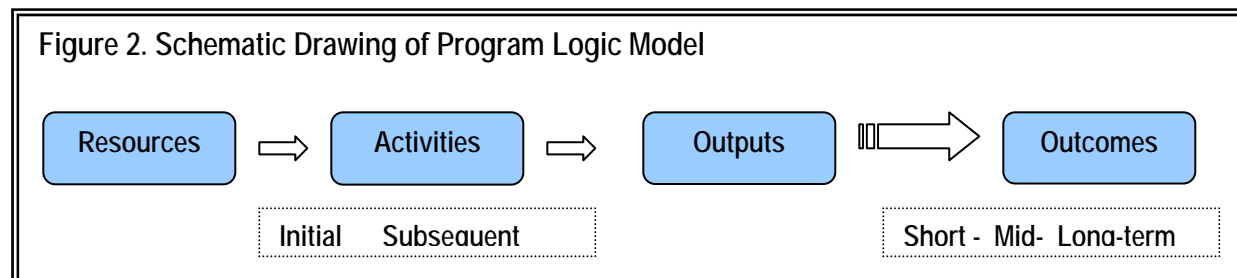 Figure 2. Schematic Drawing of Program Logic Model
Resources Activities Outputs Outcomes
Initial Subsequent Short - Mid- Long-term